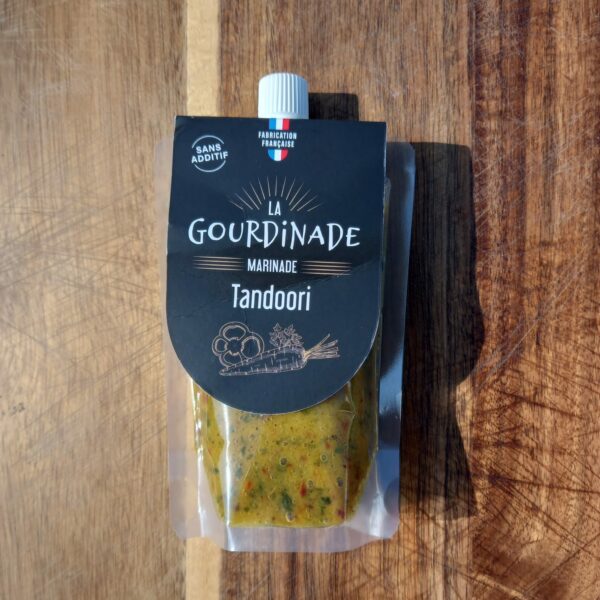 FABRICATION
FRANÇAISE
SANS
ADDITIF
LA
GOURDiNADE
MARINADE
Tandoori